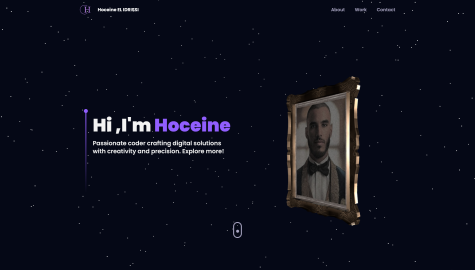 Hoceine EL IDRISSI
About Work Contact
Hi ,I'm Hoceine
Passionate coder crafting digital solutions
with creativity and precision. Explore more!